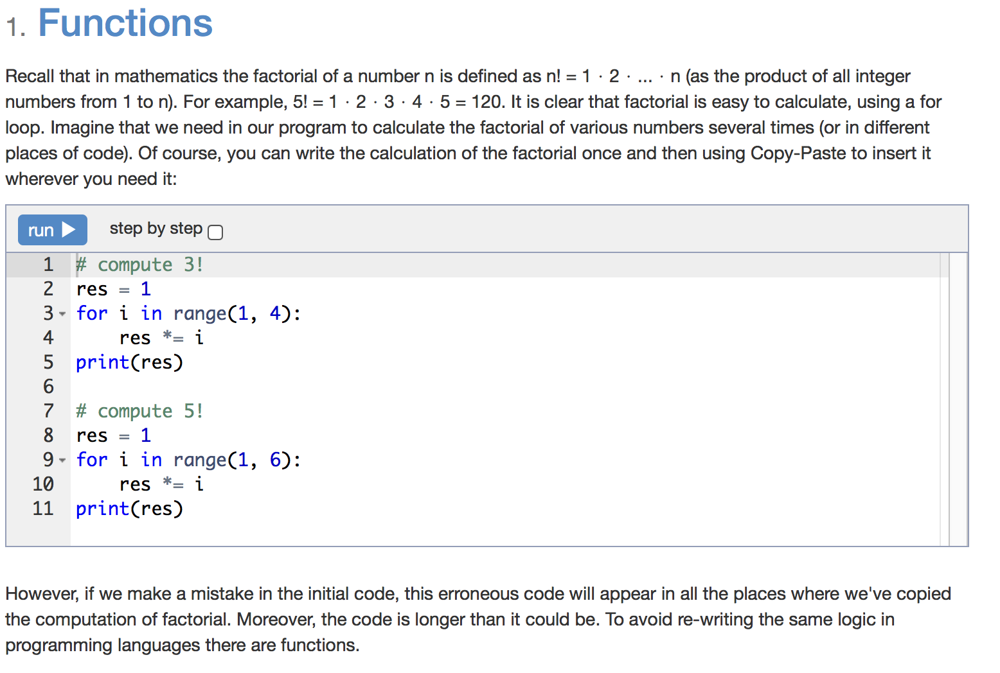 1. Functions
Recall that in mathematics the factorial of a number n is defined as n! = 1 · 2 · ... · n (as the product of all integer
numbers from 1 to n). For example, 5! = 1 · 2 · 3 · 4 · 5 = 120. It is clear that factorial is easy to calculate, using a for
loop. Imagine that we need in our program to calculate the factorial of various numbers several times (or in different
places of code). Of course, you can write the calculation of the factorial once and then using Copy-Paste to insert it
wherever you need it:
run step by step
1 # compute 3!
2 res = 1
3 for i in range(1, 4):
4     res *= i
5 print(res)
6
7 # compute 5!
8 res = 1
9 for i in range(1, 6):
10     res *= i
11 print(res)
However, if we make a mistake in the initial code, this erroneous code will appear in all the places where we've copied
the computation of factorial. Moreover, the code is longer than it could be. To avoid re-writing the same logic in
programming languages there are functions.